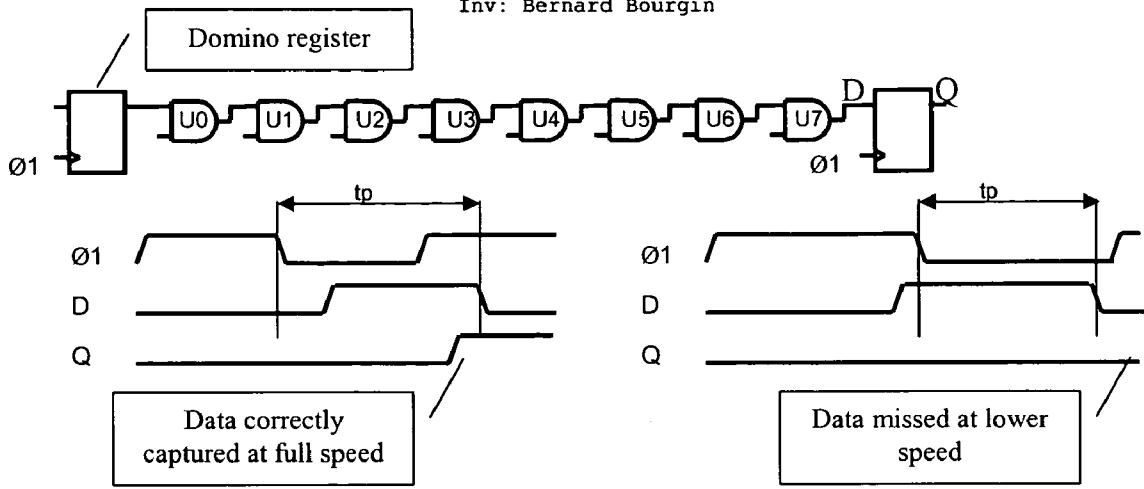 Inv: Bernard Bourgin
Domino register
D Q
U0 U1 U2 U3 U4 U5 U6 U7
Ø1 Ø1
tp tp
Ø1 Ø1
D D
Q Q
Data correctly
captured at full speed
Data missed at lower
speed